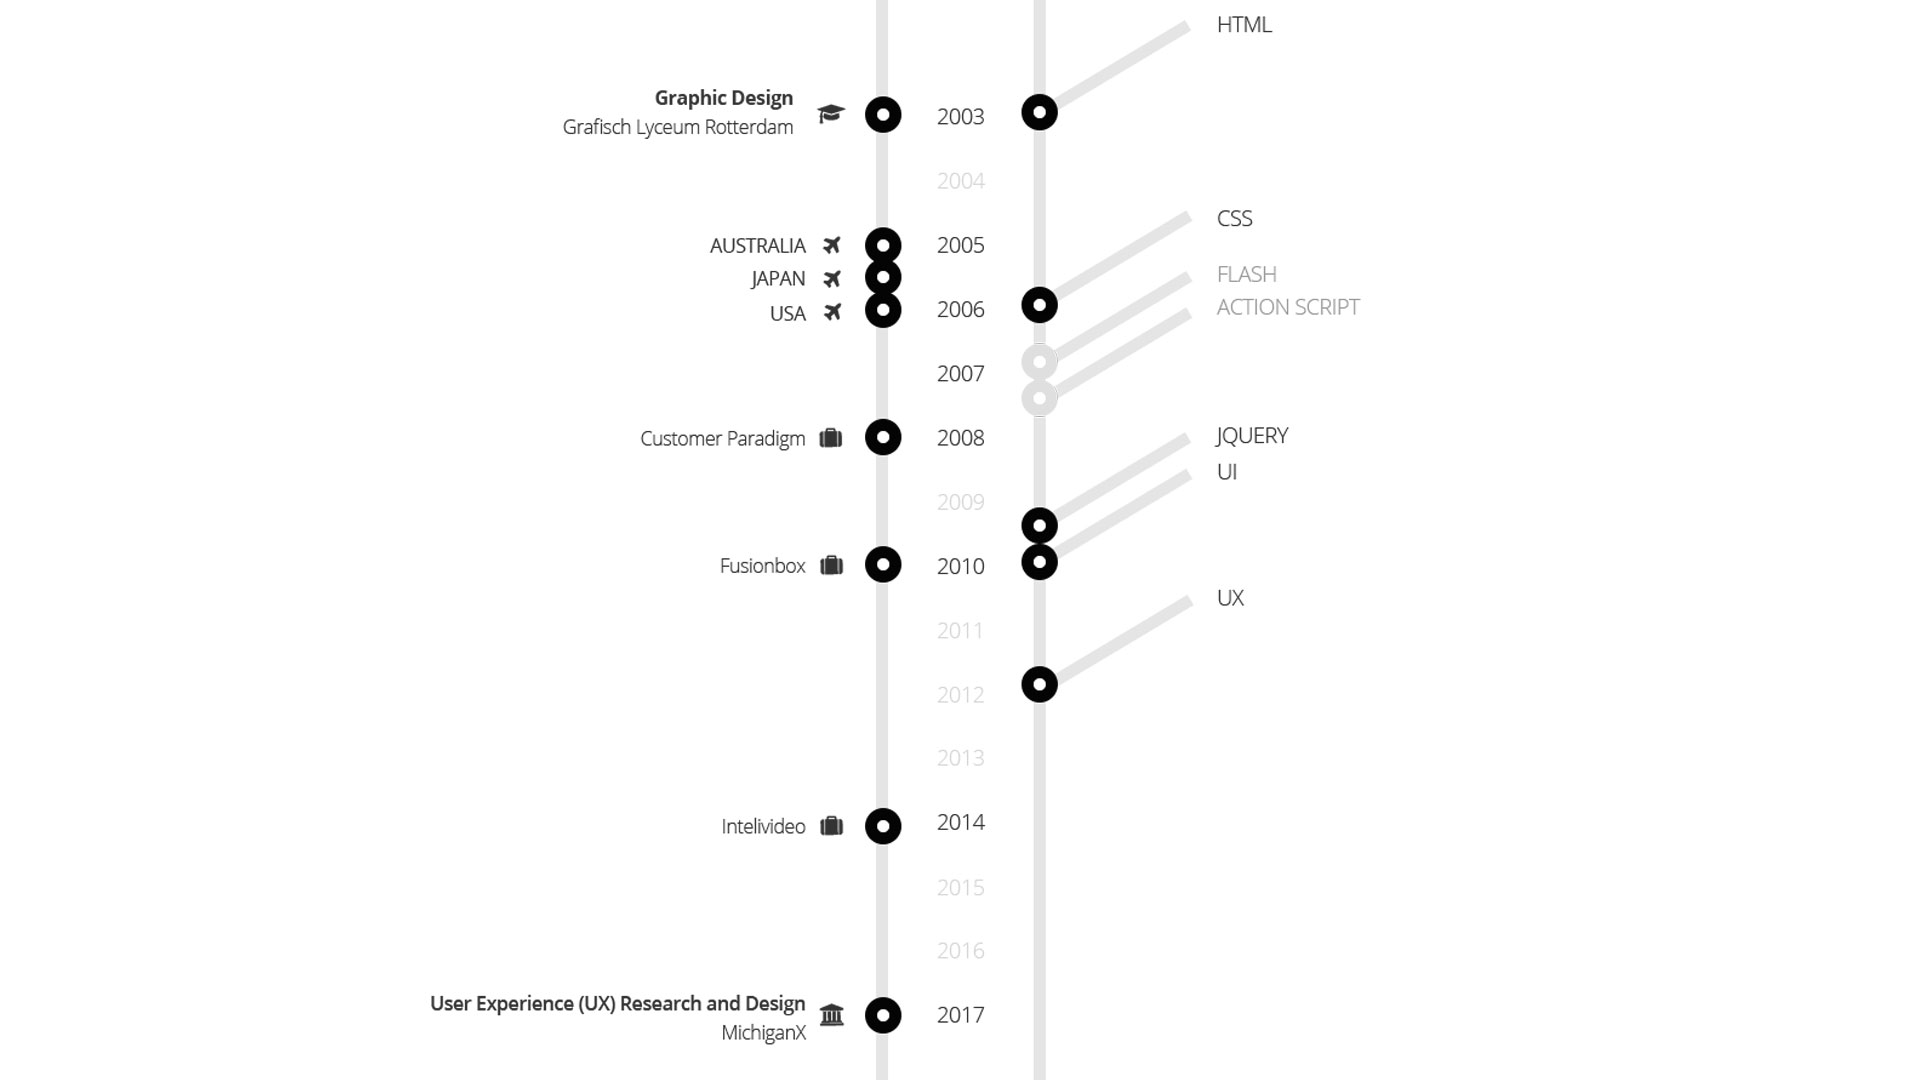 HTML
Graphic Design
Grafisch Lyceum Rotterdam
2003
2004
CSS
AUSTRALIA 2005
FLASH
JAPAN
ACTION SCRIPT
USA 2006
2007
JQUERY
Customer Paradigm 2008
UI
2009
Fusionbox 2010
UX
2011
2012
2013
Intelivideo 2014
2015
2016
User Experience (UX) Research and Design
2017
MichiganX